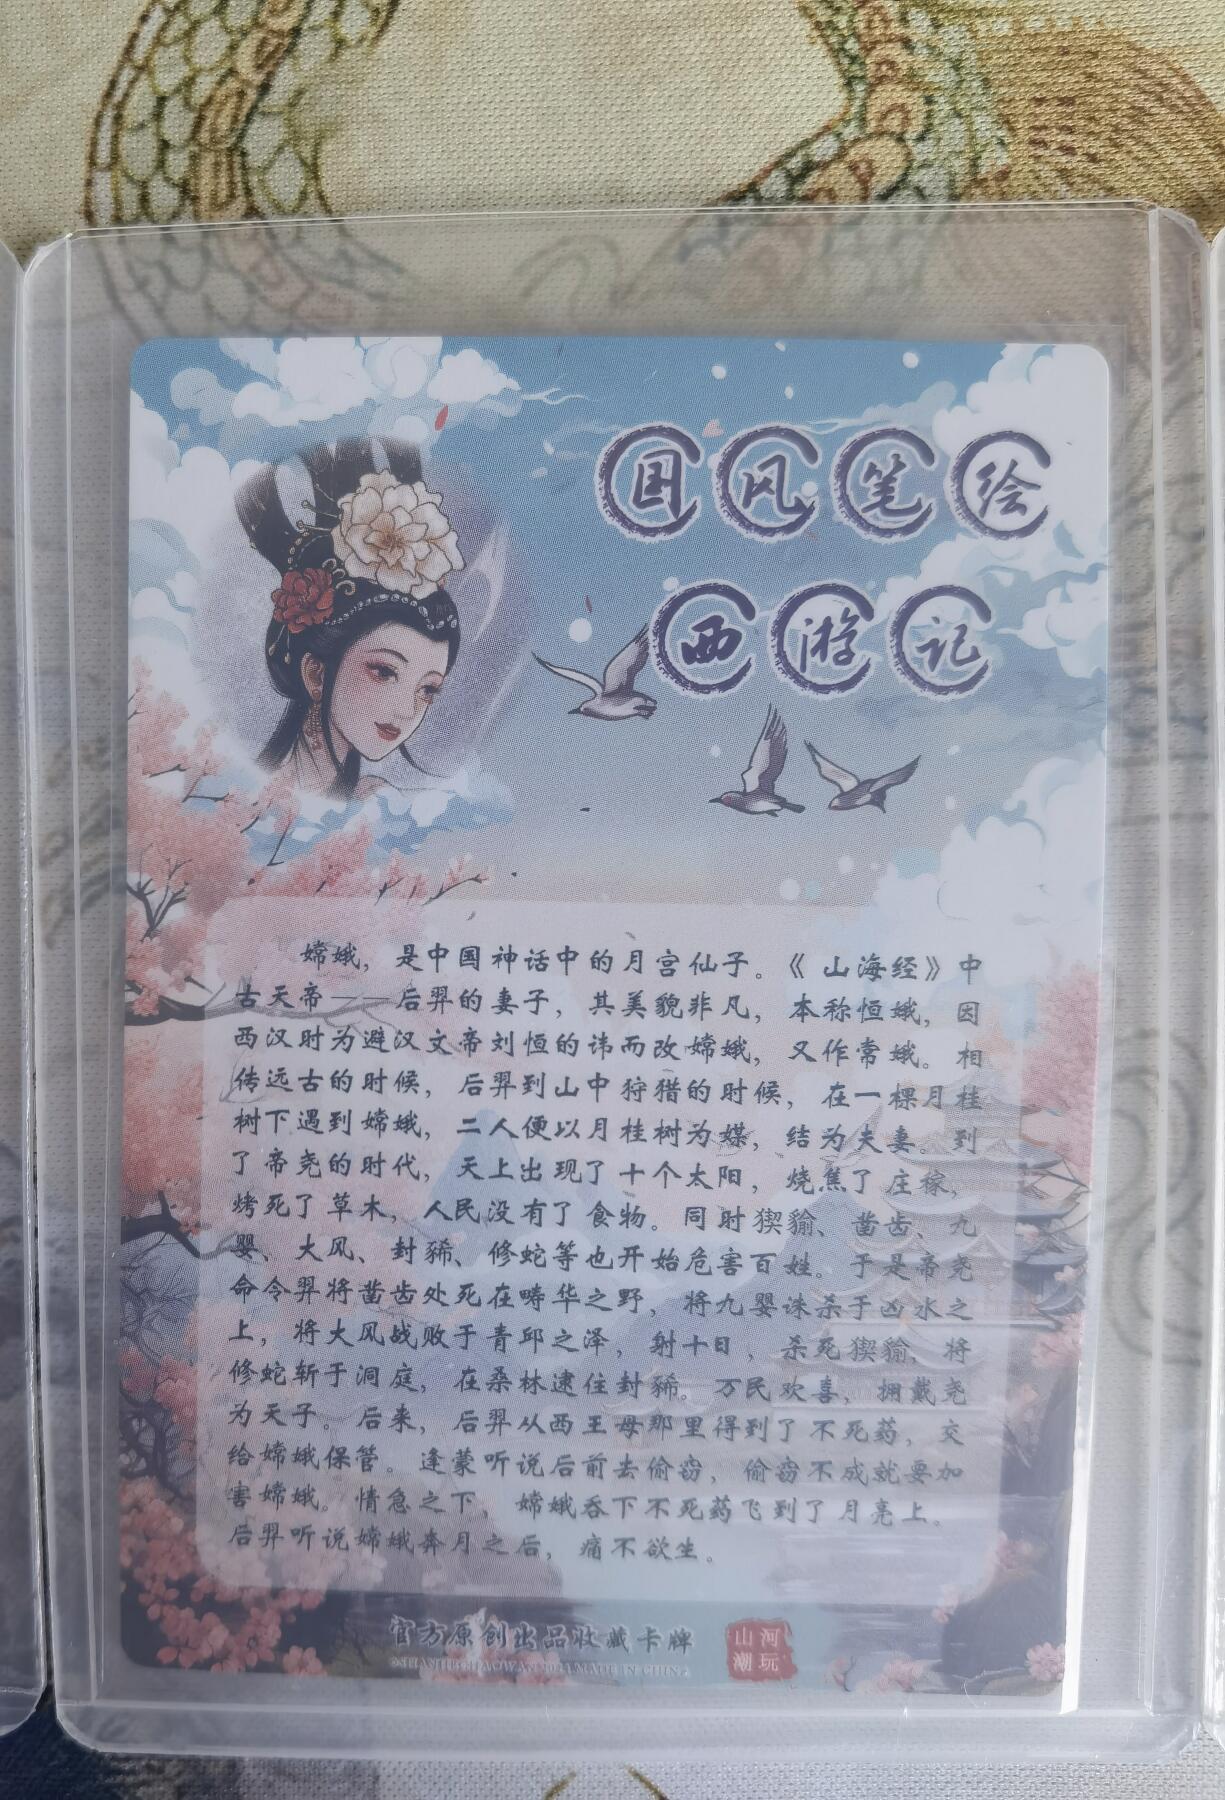 国风笔绘
西游记
嫦娥，是中国神话中的月宫仙子。《山海经》中
古天帝——后羿的妻子，其美貌非凡，本称恒娥，因
西汉时为避汉文帝刘恒的讳而改嫦娥，又作常娥。相
传远古的时候，后羿到山中狩猎的时候，在一棵月桂
树下遇到嫦娥，二人便以月桂树为媒，结为夫妻。到
了帝尧的时代，天上出现了十个太阳，烧焦了庄稼，
烤死了草木，人民没有了食物。同时猰貐、凿齿、九
婴、大风、封豨、修蛇等也开始危害百姓。于是帝尧
命令羿将凿齿处死在畴华之野，将九婴诛杀于凶水之
上，将大风战败于青邱之泽，射十日，杀死猰貐，将
修蛇斩于洞庭，在桑林逮住封豨。万民欢喜，拥戴尧
为天子。后来，后羿从西王母那里得到了不死药，交
给嫦娥保管。逢蒙听说后前去偷窃，偷窃不成就要加
害嫦娥。情急之下，嫦娥吞下不死药飞到了月亮上。
后羿听说嫦娥奔月之后，痛不欲生。
官方原创出品收藏卡牌
MADE IN CHINA
山河
潮玩